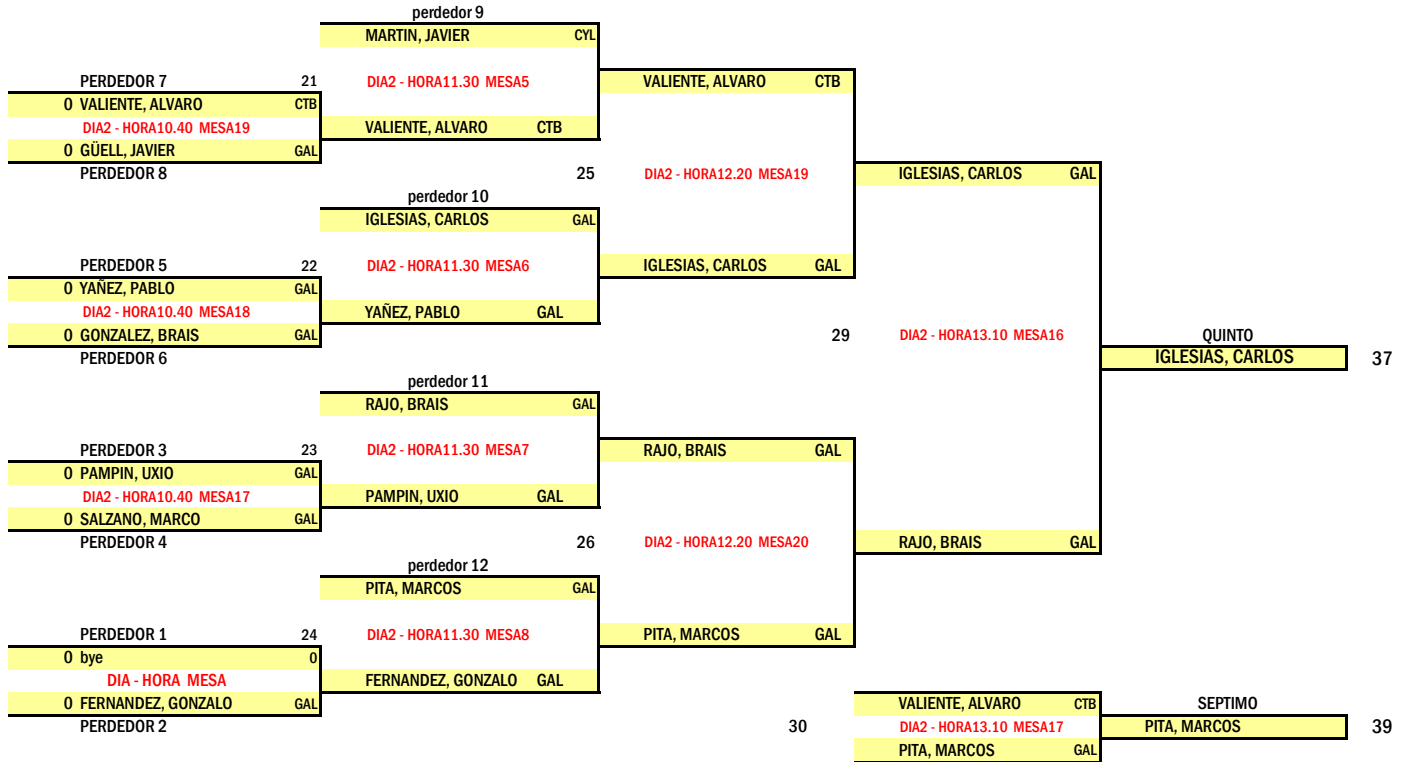 perdedor 9
MARTIN, JAVIER CYL
PERDEDOR 7 21 DIA2 - HORA11.30 MESA5 VALIENTE, ALVARO CTB
0 VALIENTE, ALVARO CTB
DIA2 - HORA10.40 MESA19 VALIENTE, ALVARO CTB
0 GÜELL, JAVIER GAL
PERDEDOR 8 25 DIA2 - HORA12.20 MESA19 IGLESIAS, CARLOS GAL
perdedor 10
IGLESIAS, CARLOS GAL
PERDEDOR 5 22 DIA2 - HORA11.30 MESA6 IGLESIAS, CARLOS GAL
0 YAÑEZ, PABLO GAL
DIA2 - HORA10.40 MESA18 YAÑEZ, PABLO GAL
0 GONZALEZ, BRAIS GAL 29 DIA2 - HORA13.10 MESA16 QUINTO
PERDEDOR 6 IGLESIAS, CARLOS 37
perdedor 11
RAJO, BRAIS GAL
PERDEDOR 3 23 DIA2 - HORA11.30 MESA7 RAJO, BRAIS GAL
0 PAMPIN, UXIO GAL
DIA2 - HORA10.40 MESA17 PAMPIN, UXIO GAL
0 SALZANO, MARCO GAL
PERDEDOR 4 26 DIA2 - HORA12.20 MESA20 RAJO, BRAIS GAL
perdedor 12
PITA, MARCOS GAL
PERDEDOR 1 24 DIA2 - HORA11.30 MESA8 PITA, MARCOS GAL
0 bye 0
DIA - HORA MESA FERNANDEZ, GONZALO GAL
0 FERNANDEZ, GONZALO GAL VALIENTE, ALVARO CTB SEPTIMO
PERDEDOR 2 30 DIA2 - HORA13.10 MESA17 PITA, MARCOS 39
PITA, MARCOS GAL